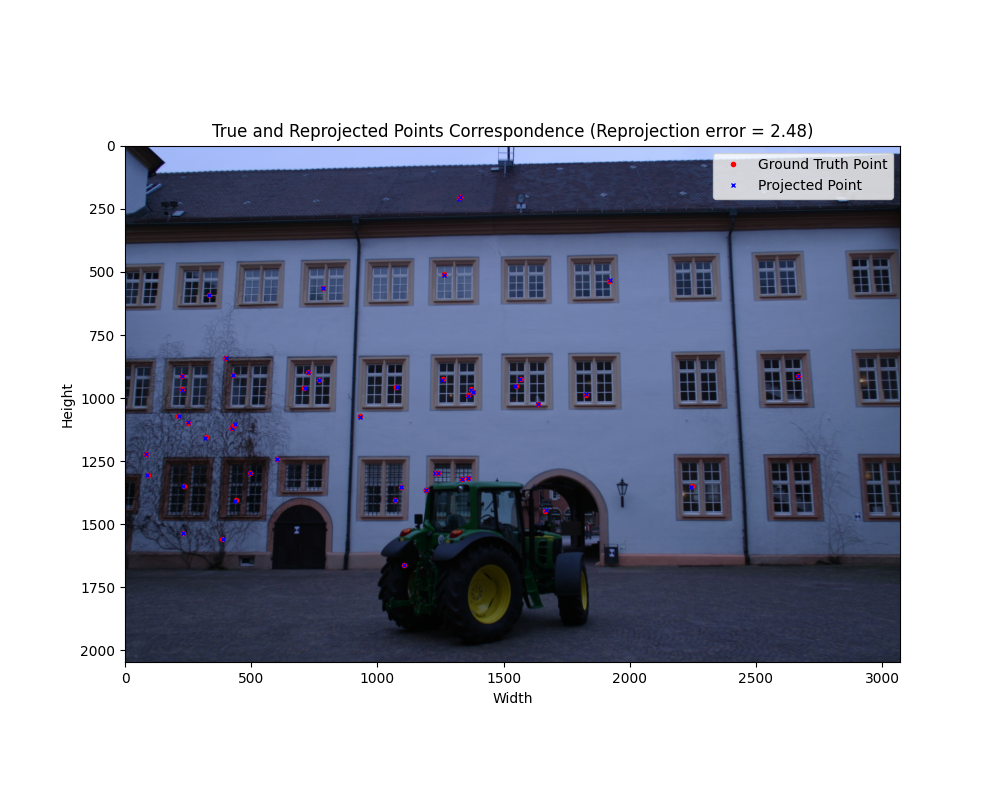 True and Reprojected Points Correspondence (Reprojection error = 2.48)
Ground Truth Point
Projected Point
Height
0
250
500
750
1000
1250
1500
1750
2000
0 500 1000 1500 2000 2500 3000
Width